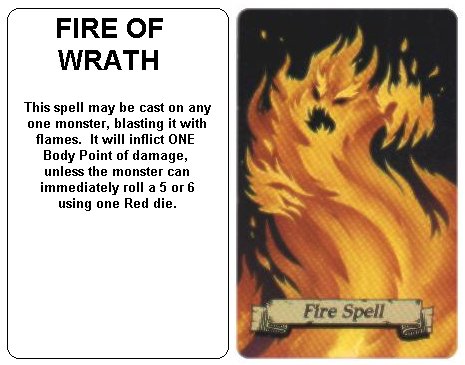 FIRE OF
WRATH
This spell may be cast on any
one monster, blasting it with
flames.  It will inflict ONE
Body Point of damage,
unless the monster can
immediately roll a 5 or 6
using one Red die.
Fire Spell